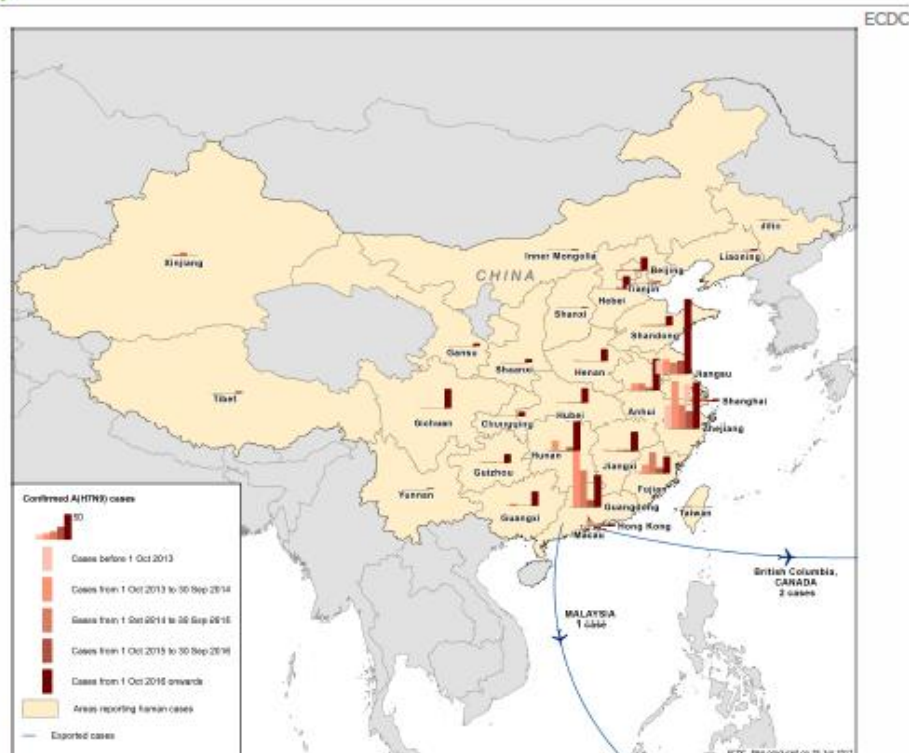 ECDC
Jilin
Inner Mongolia
Liaoning
Xinjiang
CHINA
Beijing
Tianjin
Hebei
Shanxi
Shandong
Gansu
Shaanxi
Henan
Jiangsu
Tibet
Shanghai
Sichuan
Chongqing
Hubei
Anhui
Zhejiang
Hunan
Guizhou
Jiangxi
Yunnan
Fujian
Guangxi
Guangdong
Taiwan
Hong Kong
Macau
British Columbia,
CANADA
2 cases
MALAYSIA
1 case
Confirmed A(H7N9) cases
50
Cases before 1 Oct 2013
Cases from 1 Oct 2013 to 30 Sep 2014
Cases from 1 Oct 2014 to 30 Sep 2015
Cases from 1 Oct 2015 to 30 Sep 2016
Cases from 1 Oct 2016 onwards
Areas reporting human cases
Exported cases